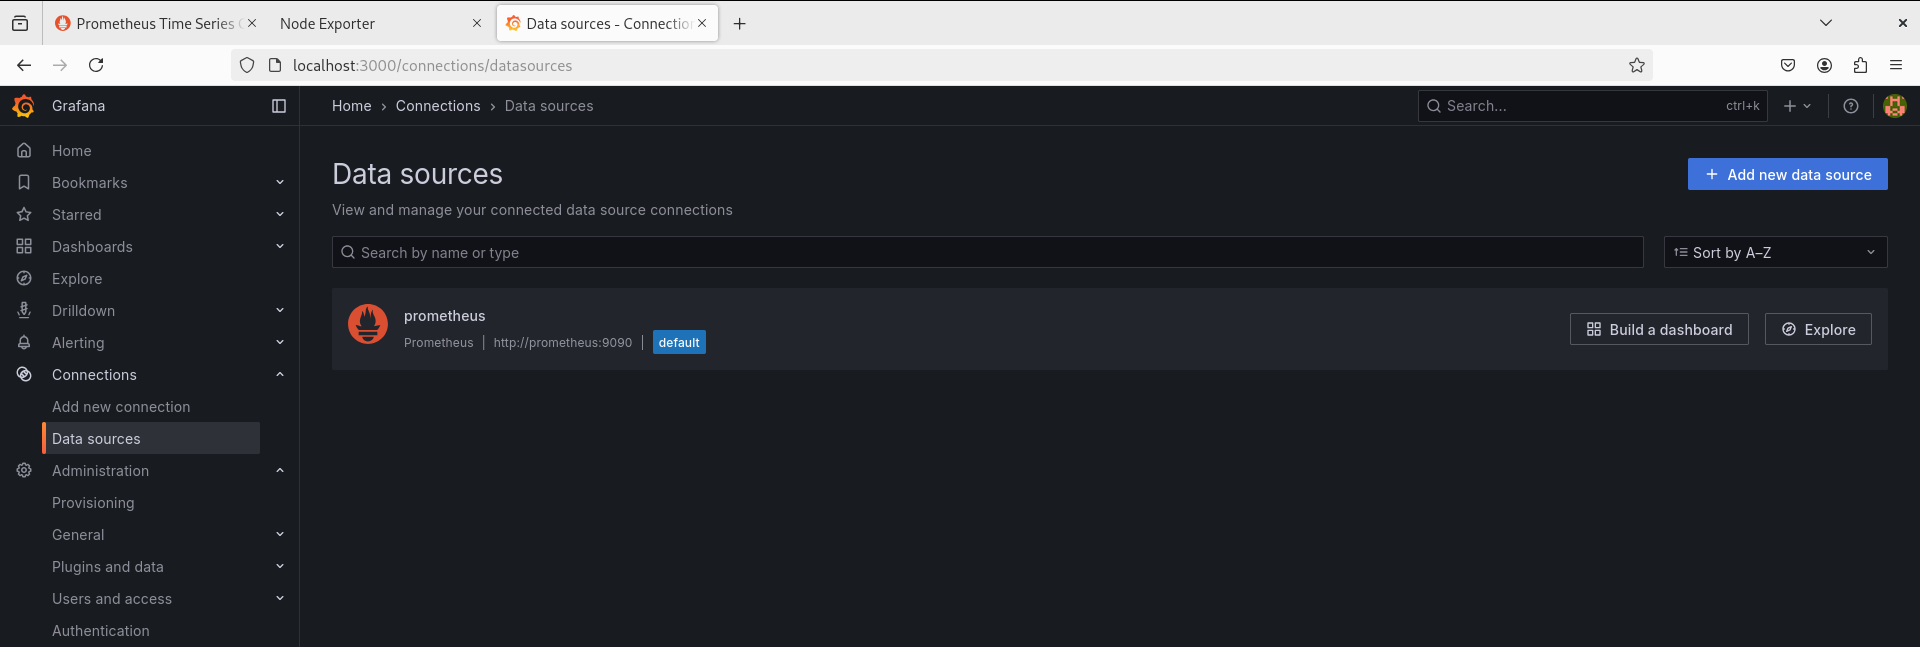 Prometheus Time Series
Node Exporter
Data sources - Connectio
localhost:3000/connections/datasources
Grafana
Home › Connections › Data sources
Search...
ctrl+k
Home
Bookmarks
Starred
Dashboards
Explore
Drilldown
Alerting
Connections
Add new connection
Data sources
Administration
Provisioning
General
Plugins and data
Users and access
Authentication
Data sources
Add new data source
View and manage your connected data source connections
Search by name or type
Sort by A–Z
prometheus
Prometheus | http://prometheus:9090 | default
Build a dashboard
Explore